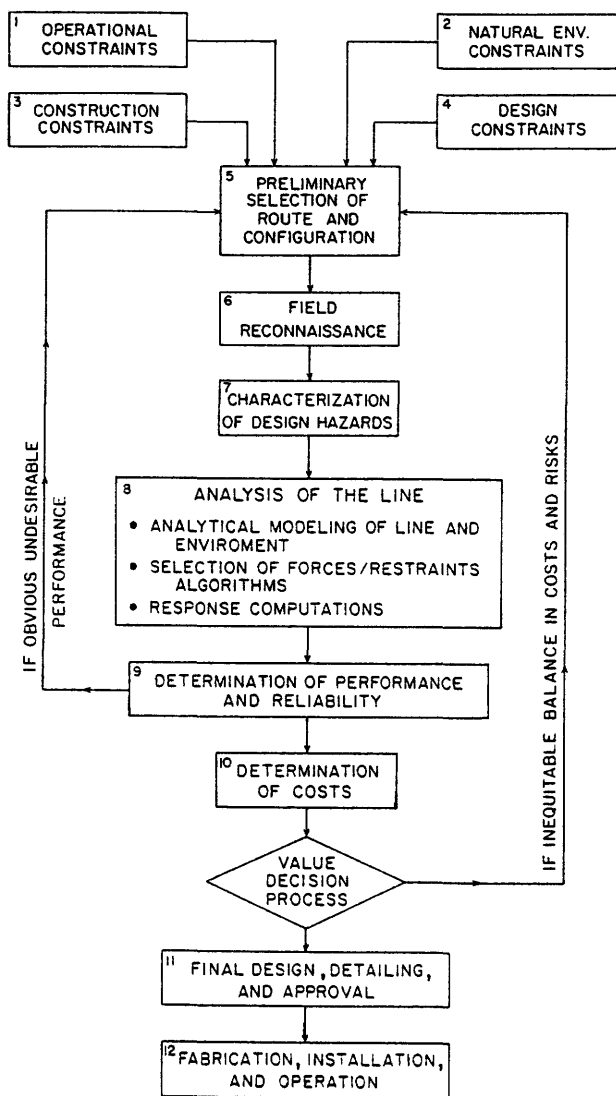 1
OPERATIONAL
CONSTRAINTS
2
NATURAL ENV.
CONSTRAINTS
3
CONSTRUCTION
CONSTRAINTS
4
DESIGN
CONSTRAINTS
5
PRELIMINARY
SELECTION OF
ROUTE AND
CONFIGURATION
6
FIELD
RECONNAISSANCE
7
CHARACTERIZATION
OF DESIGN HAZARDS
8
ANALYSIS OF THE LINE
• ANALYTICAL MODELING OF LINE AND
ENVIROMENT
• SELECTION OF FORCES/RESTRAINTS
ALGORITHMS
• RESPONSE COMPUTATIONS
IF OBVIOUS UNDESIRABLE
PERFORMANCE
9
DETERMINATION OF PERFORMANCE
AND RELIABILITY
10
DETERMINATION
OF COSTS
VALUE
DECISION
PROCESS
IF INEQUITABLE BALANCE IN COSTS AND RISKS
11
FINAL DESIGN, DETAILING,
AND APPROVAL
12
FABRICATION, INSTALLATION,
AND OPERATION